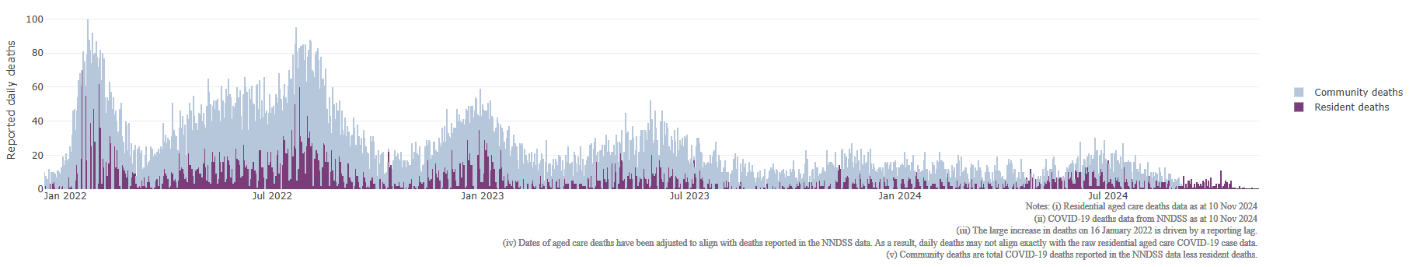 100
80
60
40
20
0
Reported daily deaths
Jan 2022 Jul 2022 Jan 2023 Jul 2023 Jan 2024 Jul 2024
Community deaths
Resident deaths
Notes: (i) Residential aged care deaths data as at 10 Nov 2024
(ii) COVID-19 deaths data from NNDSS as at 10 Nov 2024
(iii) The large increase in deaths on 16 January 2022 is driven by a reporting lag.
(iv) Dates of aged care deaths have been adjusted to align with deaths reported in the NNDSS data. As a result, daily deaths may not align exactly with the raw residential aged care COVID-19 case data.
(v) Community deaths are total COVID-19 deaths reported in the NNDSS data less resident deaths.